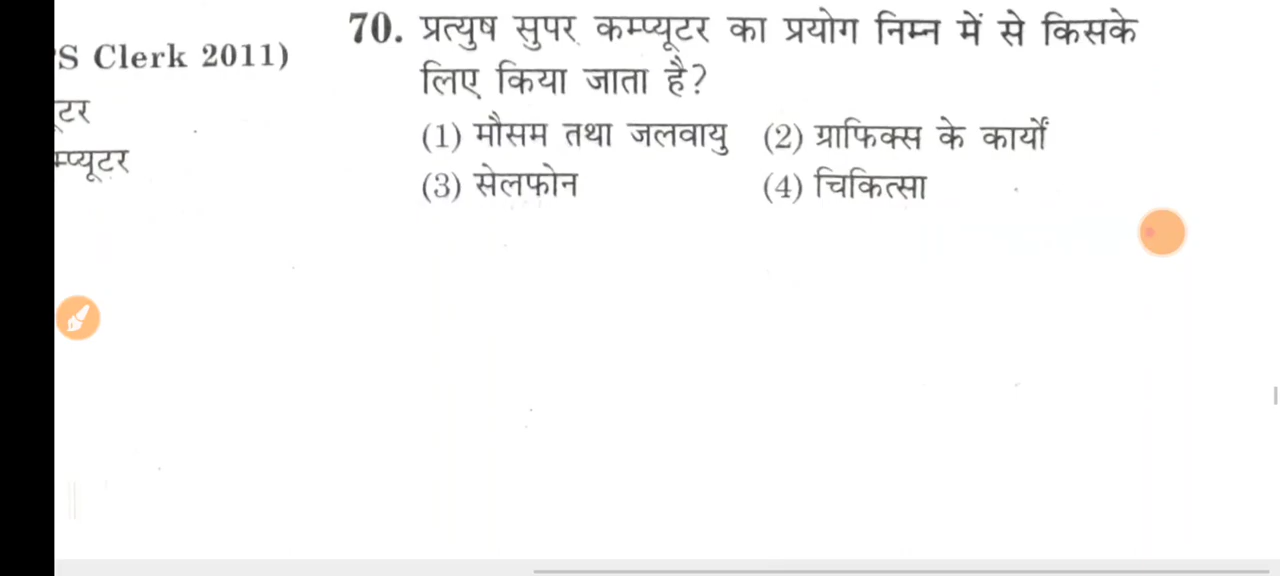 S Clerk 2011)
टर
म्प्यूटर
70. प्रत्युष सुपर कम्प्यूटर का प्रयोग निम्न में से किसके
लिए किया जाता है?
(1) मौसम तथा जलवायु (2) ग्राफिक्स के कार्यों
(3) सेलफोन (4) चिकित्सा